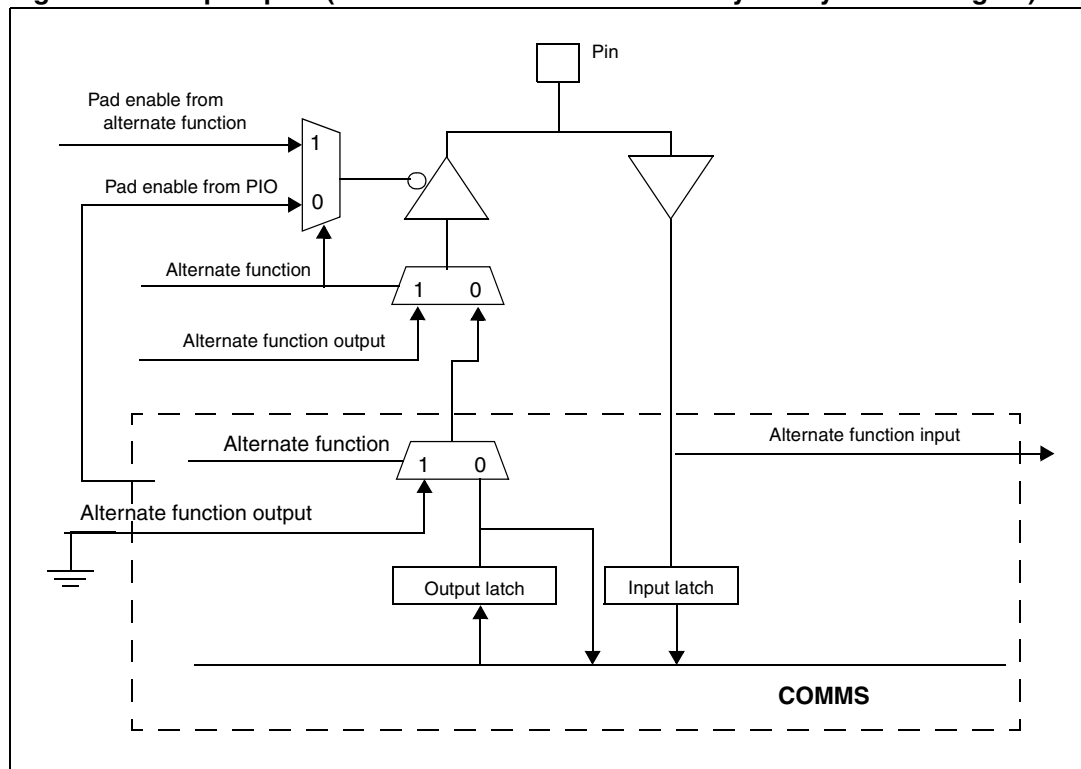 Pin
Pad enable from
alternate function
1
Pad enable from PIO
0
Alternate function
1 0
Alternate function output
Alternate function
1 0
Alternate function input
Alternate function output
Output latch
Input latch
COMMS